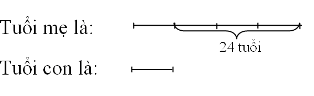 Tuổi mẹ là:
24 tuổi
Tuổi con là: